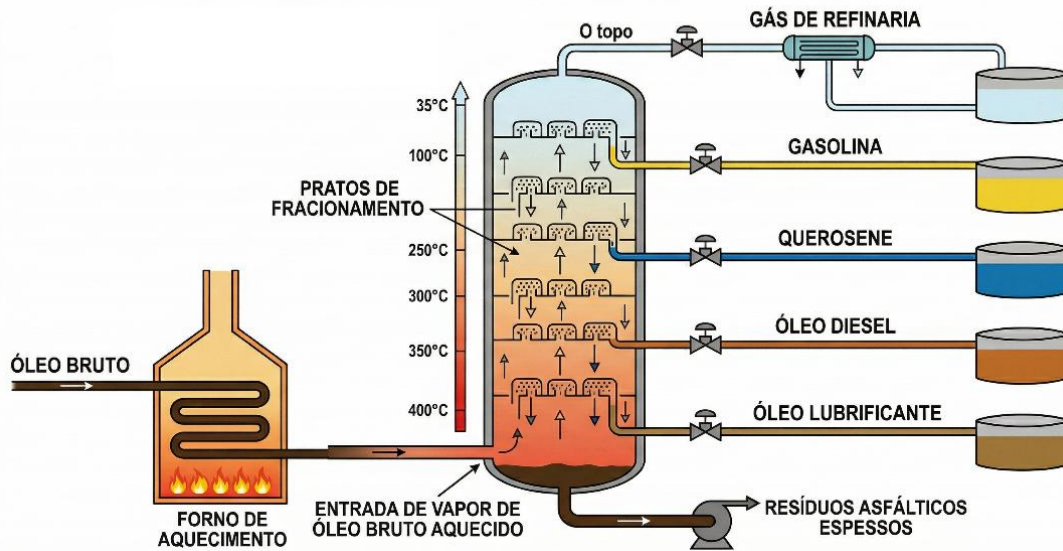 O topo
GÁS DE REFINARIA
35°C
100°C
250°C
300°C
350°C
400°C
PRATOS DE
FRACIONAMENTO
GASOLINA
QUEROSENE
ÓLEO DIESEL
ÓLEO LUBRIFICANTE
ÓLEO BRUTO
FORNO DE
AQUECIMENTO
ENTRADA DE VAPOR DE
ÓLEO BRUTO AQUECIDO
RESÍDUOS ASFÁLTICOS
ESPESSOS